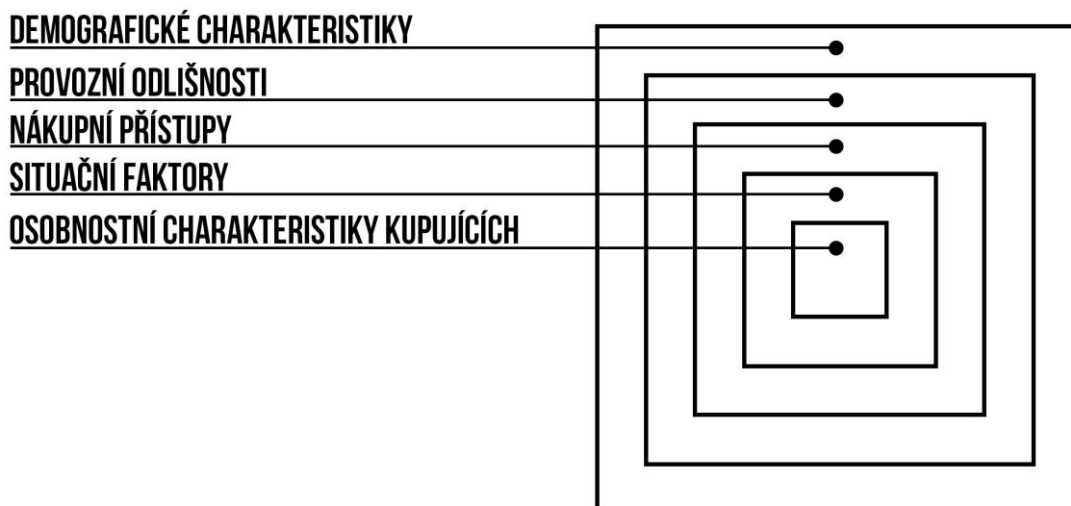 DEMOGRAFICKÉ CHARAKTERISTIKY
PROVOZNÍ ODLIŠNOSTI
NÁKUPNÍ PŘÍSTUPY
SITUAČNÍ FAKTORY
OSOBNOSTNÍ CHARAKTERISTIKY KUPUJÍCÍCH